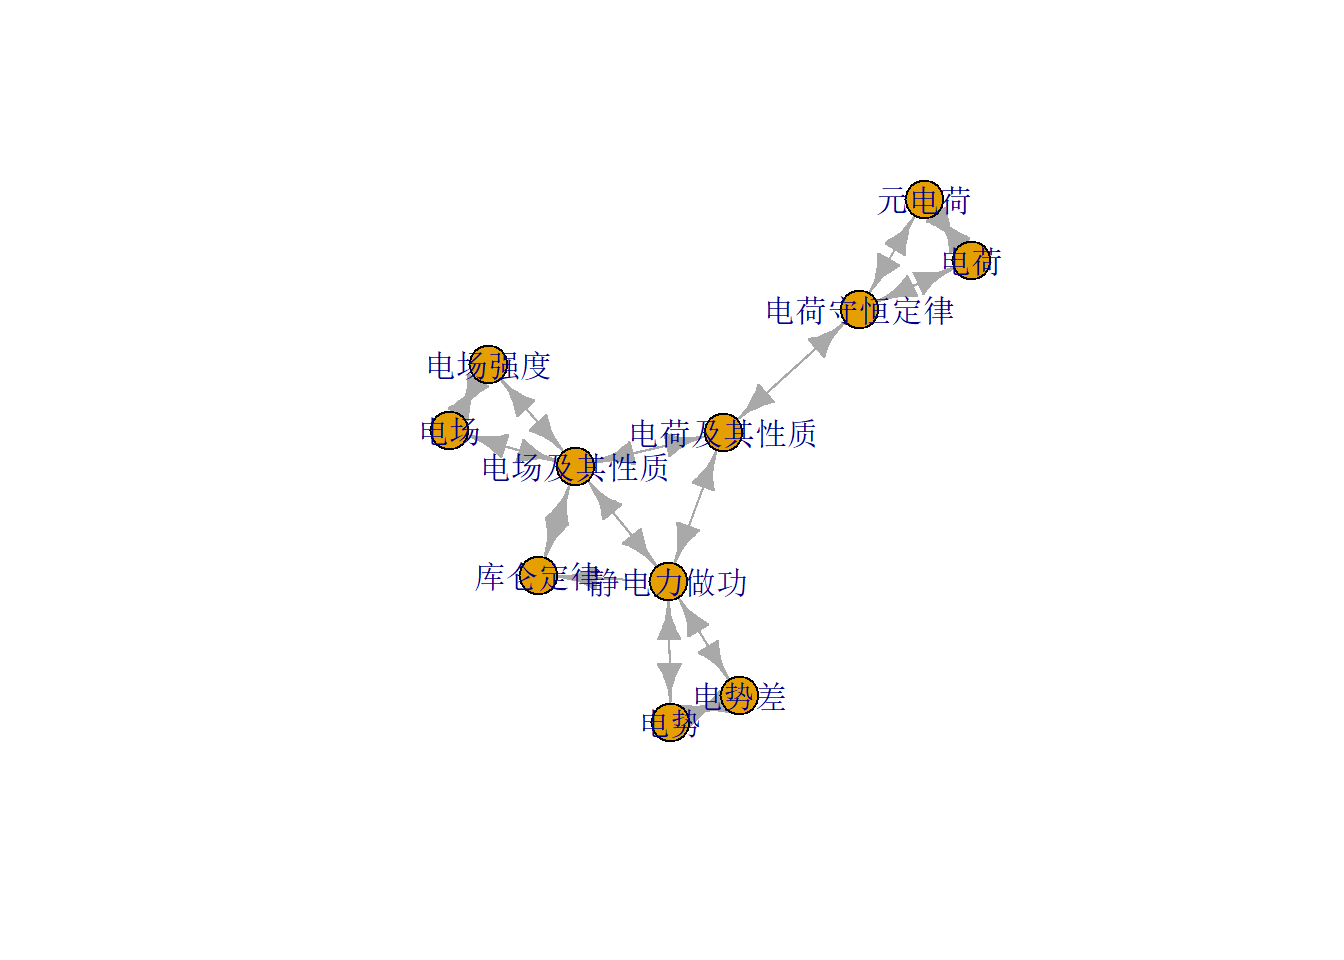 元电荷
电荷
电荷守恒定律
电场强度
电场
电荷及其性质
电场及其性质
库仑定律
静电力做功
电势差
电势